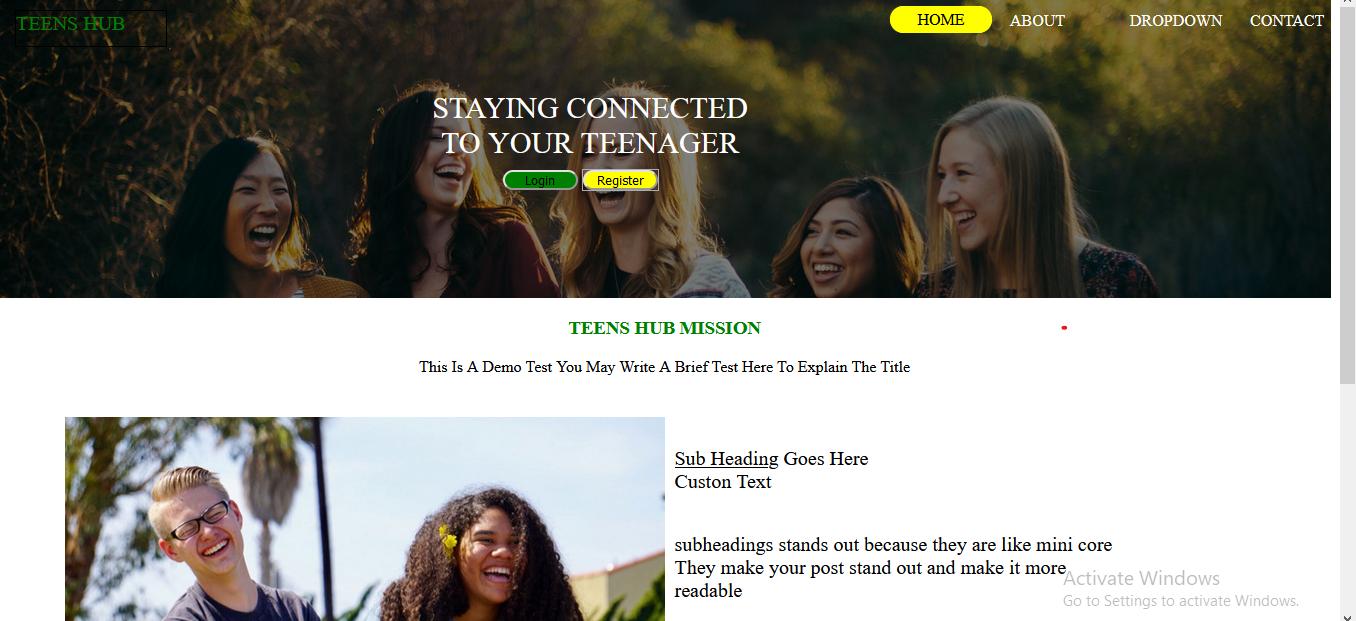 TEENS HUB
HOME ABOUT DROPDOWN CONTACT
STAYING CONNECTED
TO YOUR TEENAGER
Login Register
TEENS HUB MISSION
This Is A Demo Test You May Write A Brief Test Here To Explain The Title
Sub Heading Goes Here
Custon Text
subheadings stands out because they are like mini core
They make your post stand out and make it more
readable
Activate Windows
Go to Settings to activate Windows.